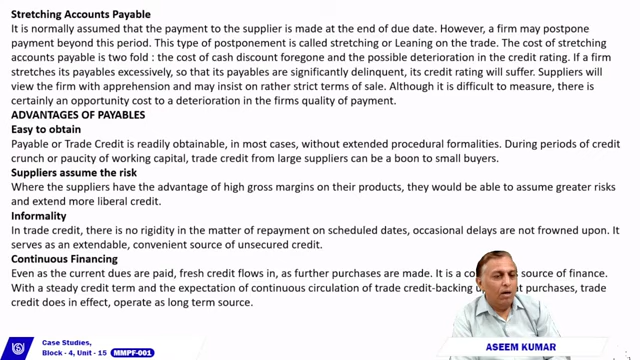 Stretching Accounts Payable
It is normally assumed that the payment to the supplier is made at the end of due date. However, a firm may postpone
payment beyond this period. This type of postponement is called stretching or Leaning on the trade. The cost of stretching
accounts payable is two fold : the cost of cash discount foregone and the possible deterioration in the credit rating. If a firm
stretches its payables excessively, so that its payables are significantly delinquent, its credit rating will suffer. Suppliers will
view the firm with apprehension and may insist on rather strict terms of sale. Although it is difficult to measure, there is
certainly an opportunity cost to a deterioration in the firms quality of payment.
ADVANTAGES OF PAYABLES
Easy to obtain
Payable or Trade Credit is readily obtainable, in most cases, without extended procedural formalities. During periods of credit
crunch or paucity of working capital, trade credit from large suppliers can be a boon to small buyers.
Suppliers assume the risk
Where the suppliers have the advantage of high gross margins on their products, they would be able to assume greater risks
and extend more liberal credit.
Informality
In trade credit, there is no rigidity in the matter of repayment on scheduled dates, occasional delays are not frowned upon. It
serves as an extendable, convenient source of unsecured credit.
Continuous Financing
Even as the current dues are paid, fresh credit flows in, as further purchases are made. It is a source of finance.
With a steady credit term and the expectation of continuous circulation of trade credit-backing purchases, trade
credit does in effect, operate as long term source.
Case Studies,
Block - 4, Unit - 15 MMPF-001
ASEEM KUMAR